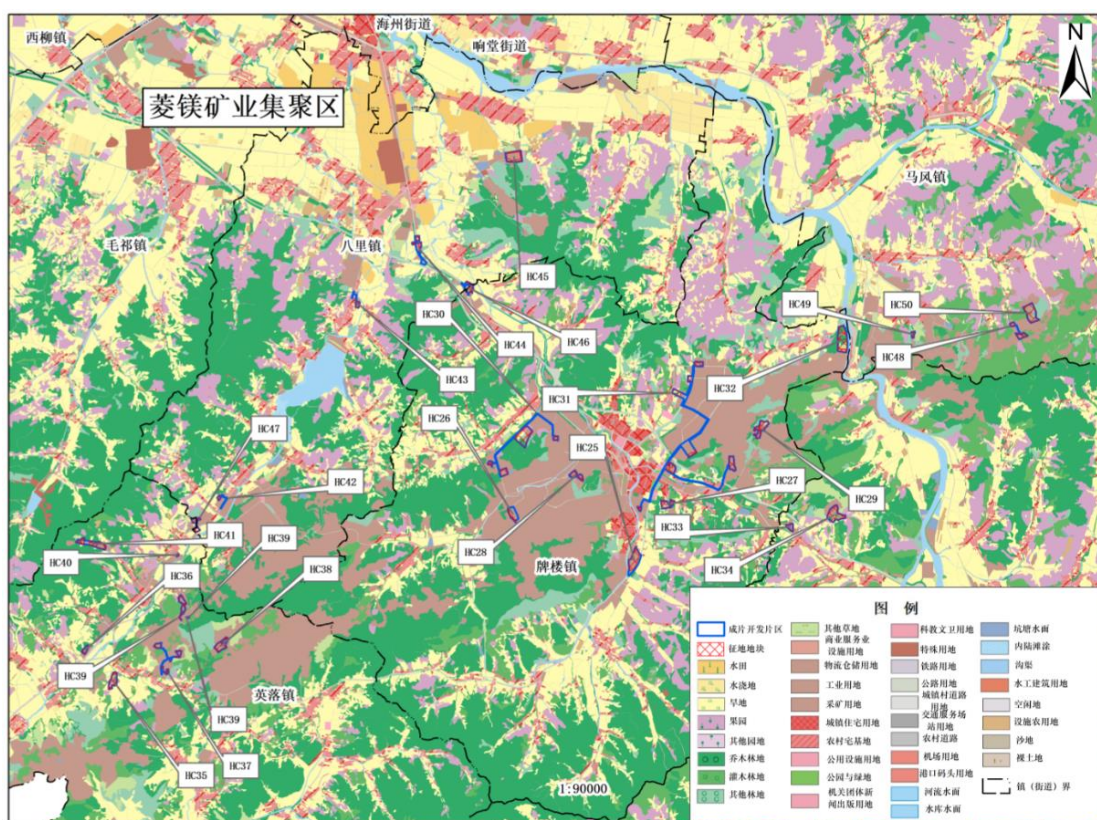 海州街道
西柳镇
响堂街道
N
菱镁矿业集聚区
马风镇
毛祁镇
八里镇
HC45
HC49
HC50
HC30
HC44
HC46
HC48
HC43
HC32
HC31
HC26
HC47
HC25
HC42
HC27
HC29
HC41
HC39
HC33
HC40
HC28
HC34
HC36
HC38
牌楼镇
HC39
英落镇
HC39
HC35
HC37
1:90000
图 例
成片开发片区
征地地块
水田
水浇地
旱地
果园
其他园地
乔木林地
灌木林地
其他林地
其他草地
商业服务业
设施用地
物流仓储用地
工业用地
采矿用地
城镇住宅用地
农村宅基地
公用设施用地
公园与绿地
机关团体新
闻出版用地
科教文卫用地
特殊用地
铁路用地
公路用地
城镇村道路
用地
交通服务场
站用地
农村道路
机场用地
港口码头用地
河流水面
水库水面
坑塘水面
内陆滩涂
沟渠
水工建筑用地
空闲地
设施农用地
沙地
裸土地
镇（街道）界